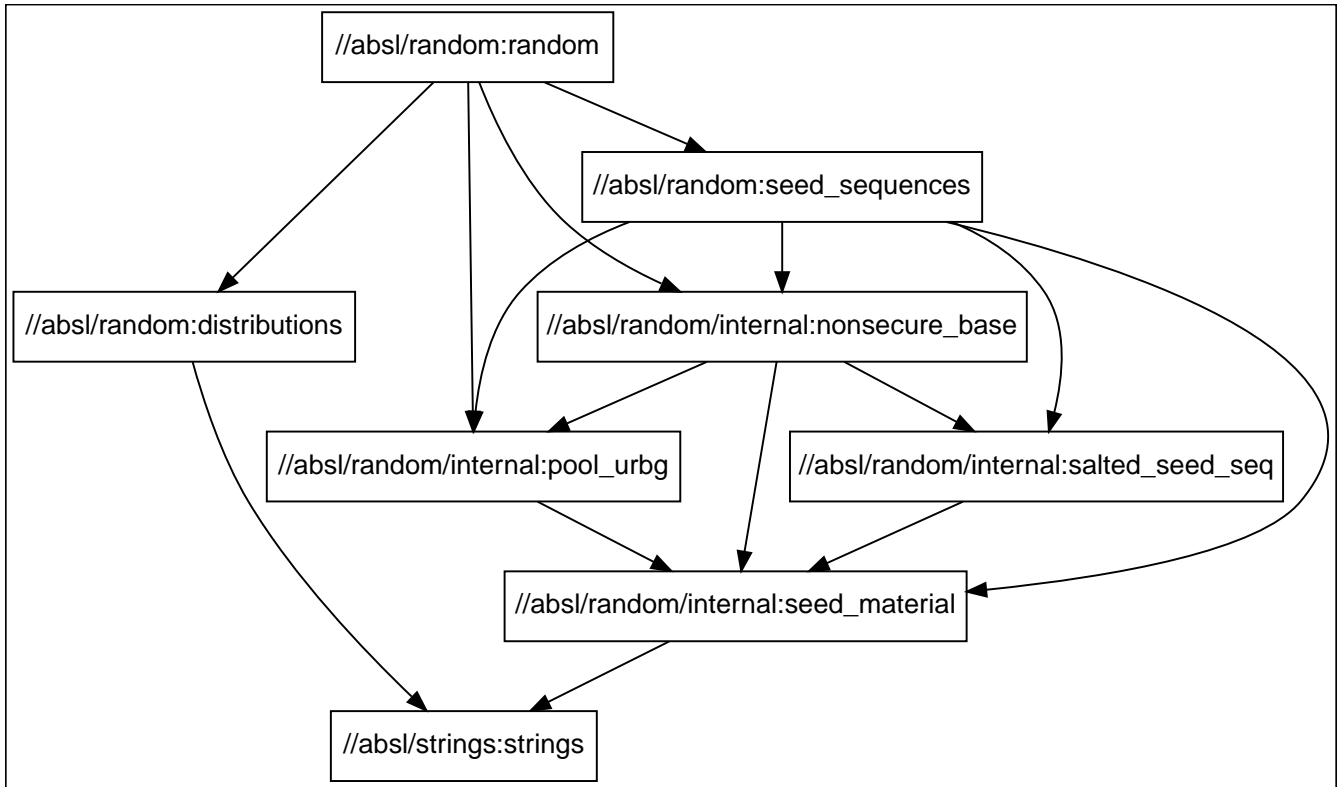 //absl/random:random
//absl/random:seed_sequences
//absl/random:distributions
//absl/random/internal:nonsecure_base
//absl/random/internal:pool_urbg
//absl/random/internal:salted_seed_seq
//absl/random/internal:seed_material
//absl/strings:strings